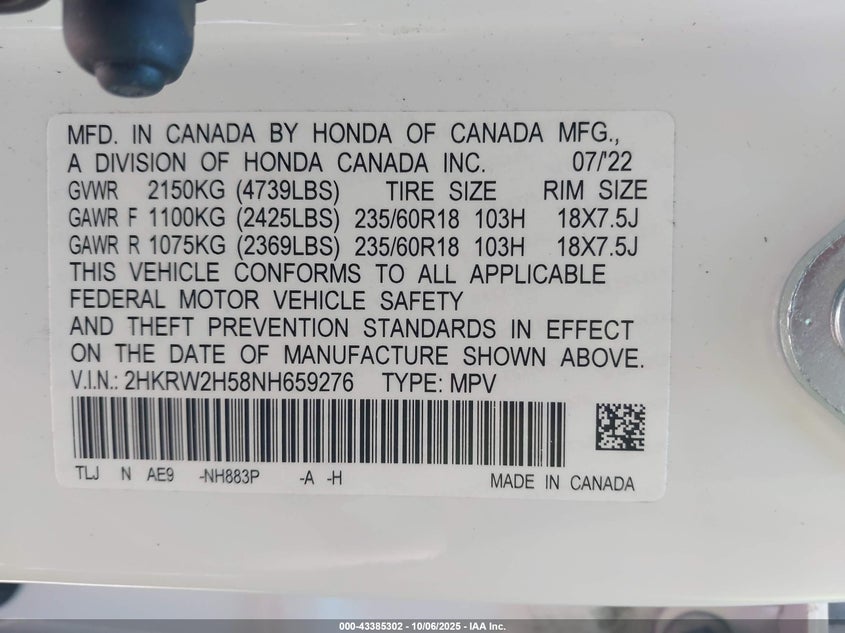 MFD. IN CANADA BY HONDA OF CANADA MFG.,
A DIVISION OF HONDA CANADA INC. 07/'22
GVWR 2150KG (4739LBS) TIRE SIZE RIM SIZE
GAWR F 1100KG (2425LBS) 235/60R18 103H 18X7.5J
GAWR R 1075KG (2369LBS) 235/60R18 103H 18X7.5J
THIS VEHICLE CONFORMS TO ALL APPLICABLE
FEDERAL MOTOR VEHICLE SAFETY
AND THEFT PREVENTION STANDARDS IN EFFECT
ON THE DATE OF MANUFACTURE SHOWN ABOVE.
V.I.N.: 2HKRW2H58NH659276 TYPE: MPV
TLJ N AE9 -NH883P -A -H MADE IN CANADA
000-43385302 - 10/06/2025 - IAA Inc.